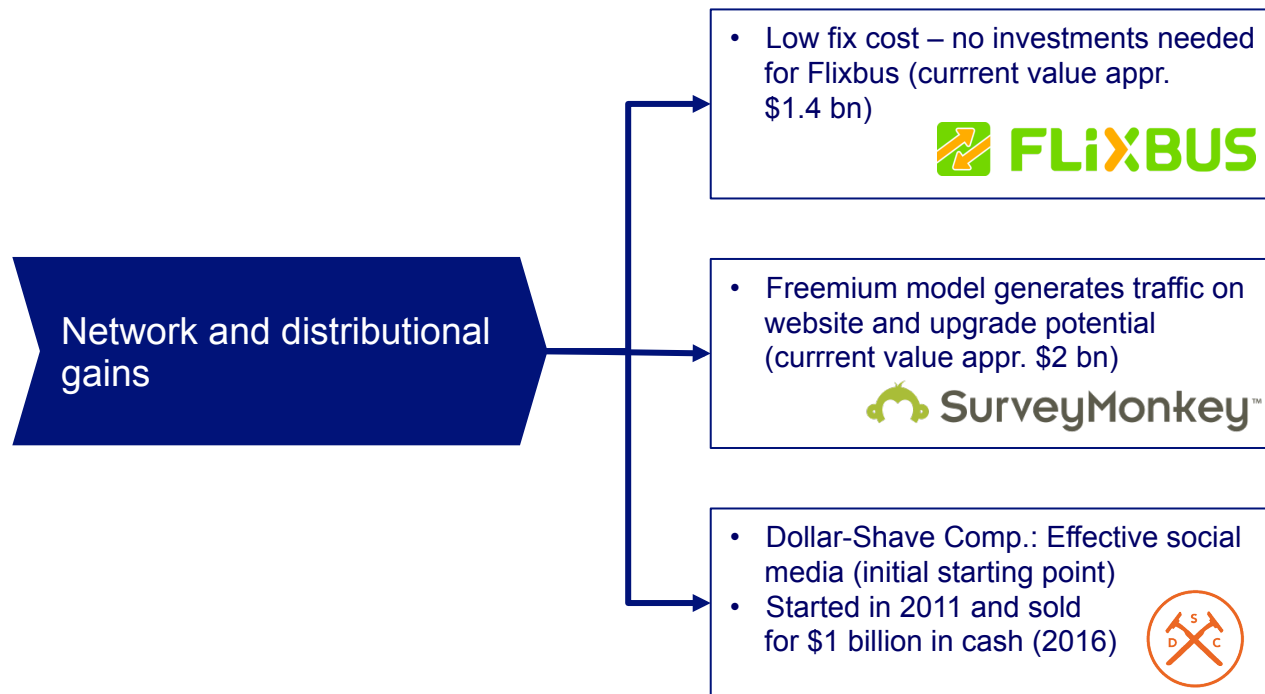 • Low fix cost – no investments needed
for Flixbus (currrent value appr.
$1.4 bn)
FLiXBUS
Network and distributional
gains
• Freemium model generates traffic on
website and upgrade potential
(currrent value appr. $2 bn)
SurveyMonkey™
• Dollar-Shave Comp.: Effective social
media (initial starting point)
• Started in 2011 and sold
for $1 billion in cash (2016)
S
D C